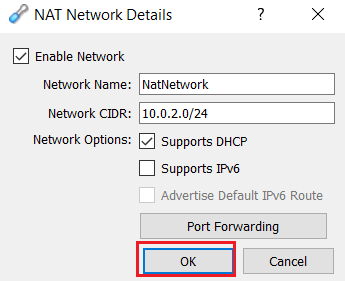 NAT Network Details
Enable Network
Network Name: NatNetwork
Network CIDR: 10.0.2.0/24
Network Options: Supports DHCP
Supports IPv6
Advertise Default IPv6 Route
Port Forwarding
OK Cancel